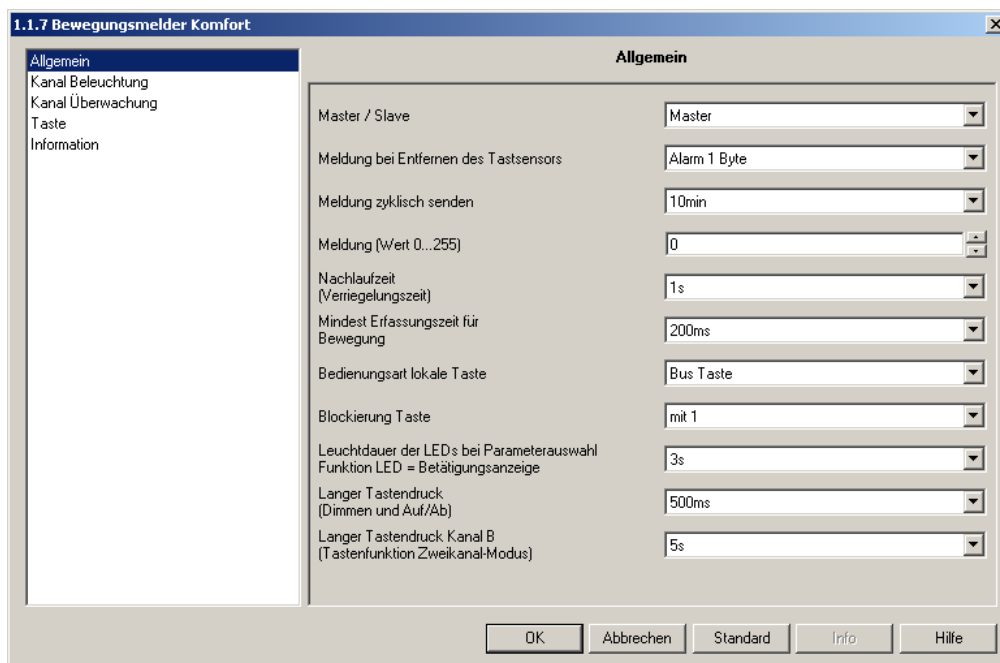 1.1.7 Bewegungsmelder Komfort
Allgemein
Kanal Beleuchtung
Kanal Überwachung
Taste
Information
Allgemein
Master / Slave
Master
Meldung bei Entfernen des Tastsensors
Alarm 1 Byte
Meldung zyklisch senden
10min
Meldung (Wert 0...255)
0
Nachlaufzeit
(Verriegelungszeit)
1s
Mindest Erfassungszeit für
Bewegung
200ms
Bedienungsart lokale Taste
Bus Taste
Blockierung Taste
mit 1
Leuchtdauer der LEDs bei Parameterauswahl
Funktion LED = Betätigungsanzeige
3s
Langer Tastendruck
(Dimmen und Auf/Ab)
500ms
Langer Tastendruck Kanal B
(Tastenfunktion Zweikanal-Modus)
5s
OK
Abbrechen
Standard
Info
Hilfe